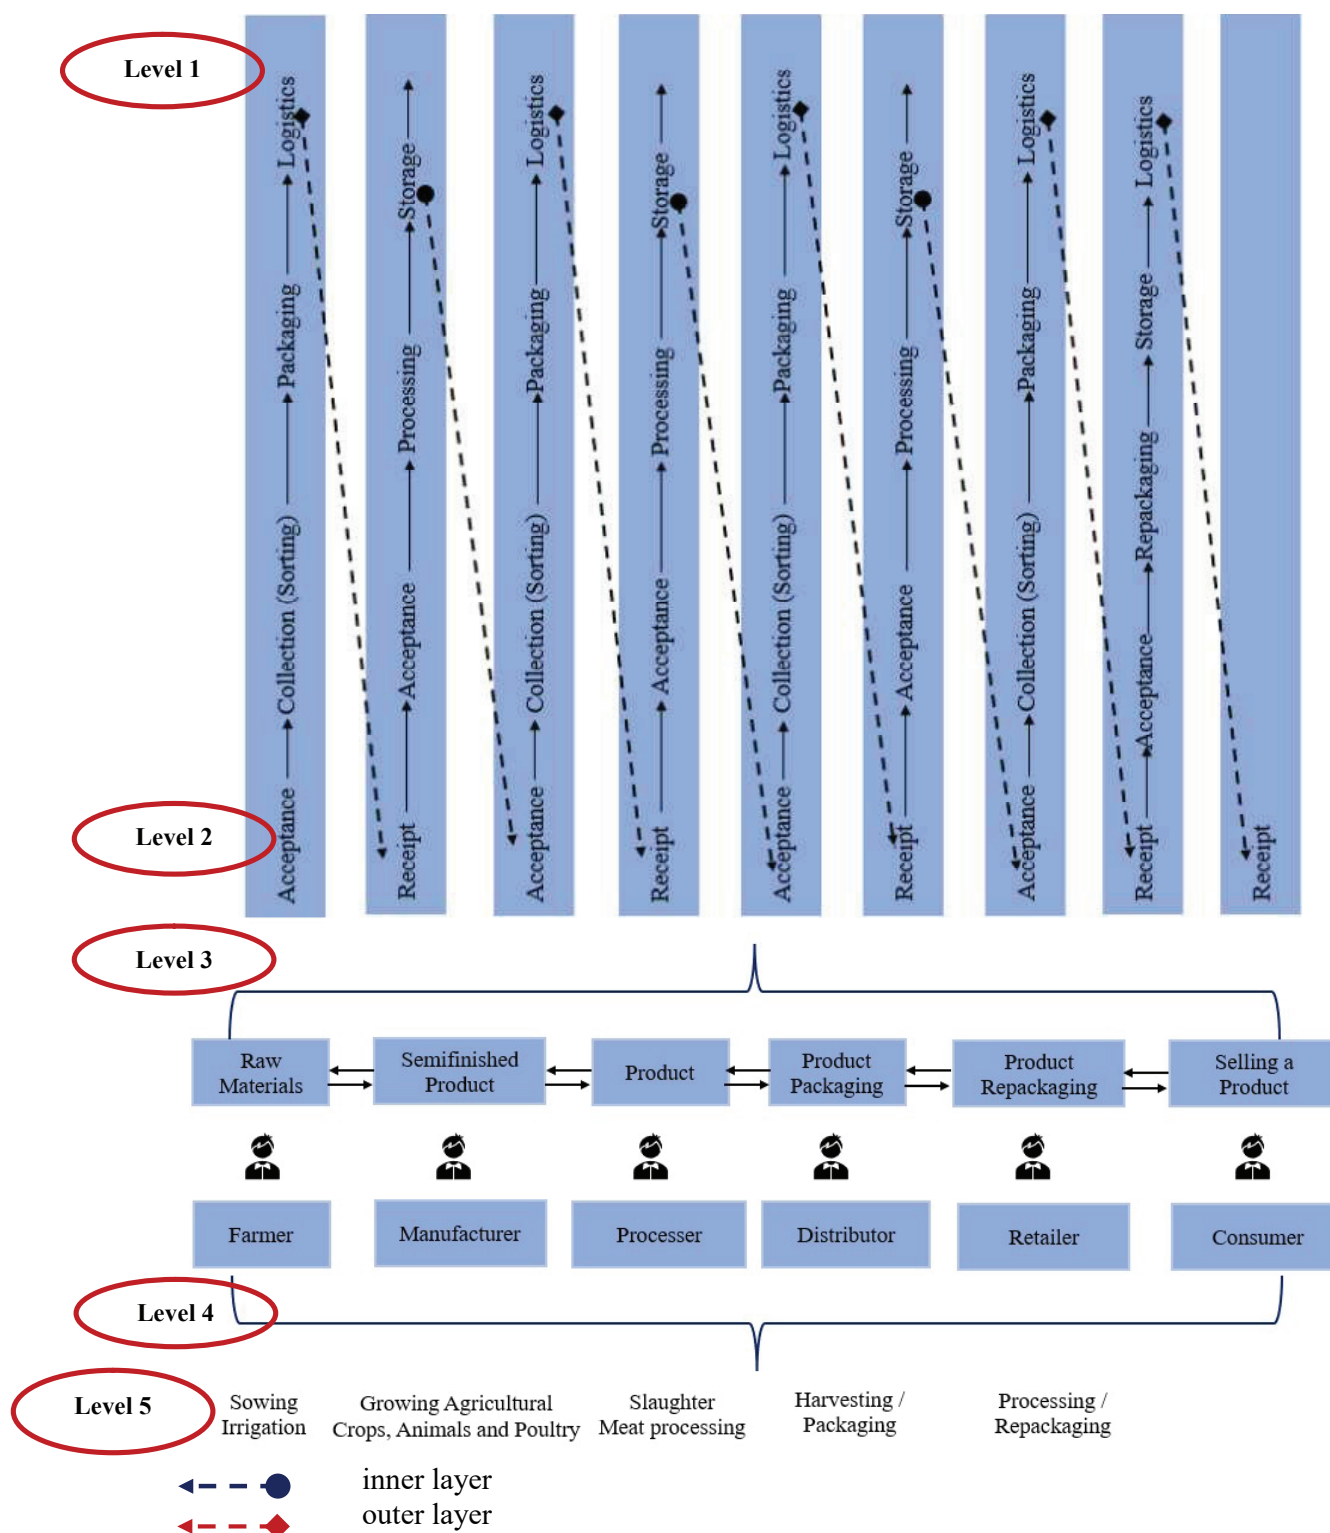 Level 1
Acceptance Collection (Sorting) Packaging Logistics
Receipt Acceptance Processing Storage
Acceptance Collection (Sorting) Packaging Logistics
Receipt Acceptance Processing Storage
Acceptance Collection (Sorting) Packaging Logistics
Receipt Acceptance Processing Storage
Acceptance Collection (Sorting) Packaging Logistics
Receipt Acceptance Repackaging Storage Logistics
Receipt
Level 2
Level 3
Raw
Materials
Semifinished
Product
Product
Product
Packaging
Product
Repackaging
Selling a
Product
Farmer
Manufacturer
Processer
Distributor
Retailer
Consumer
Level 4
Level 5
Sowing
Irrigation
Growing Agricultural
Crops, Animals and Poultry
Slaughter
Meat processing
Harvesting /
Packaging
Processing /
Repackaging
inner layer
outer layer